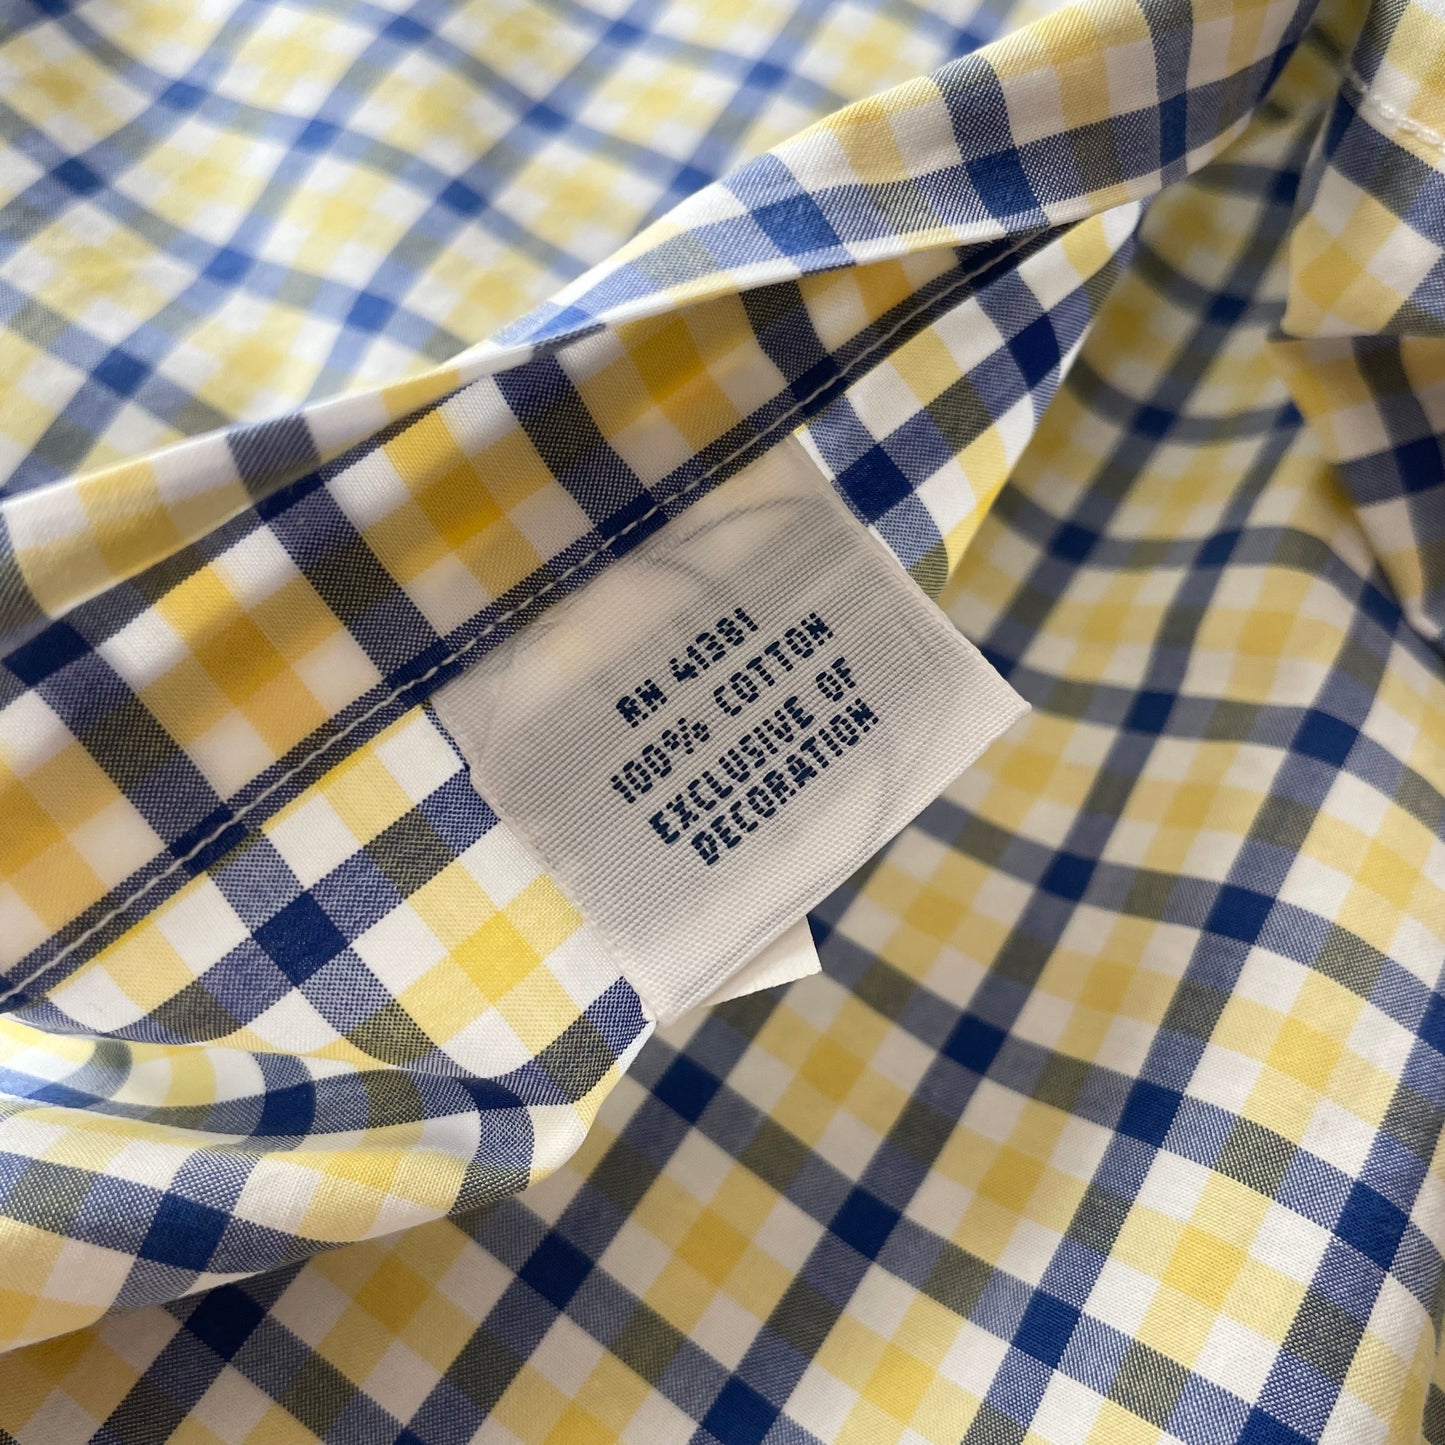 RN 41381
100% COTTON
EXCLUSIVE OF
DECORATION